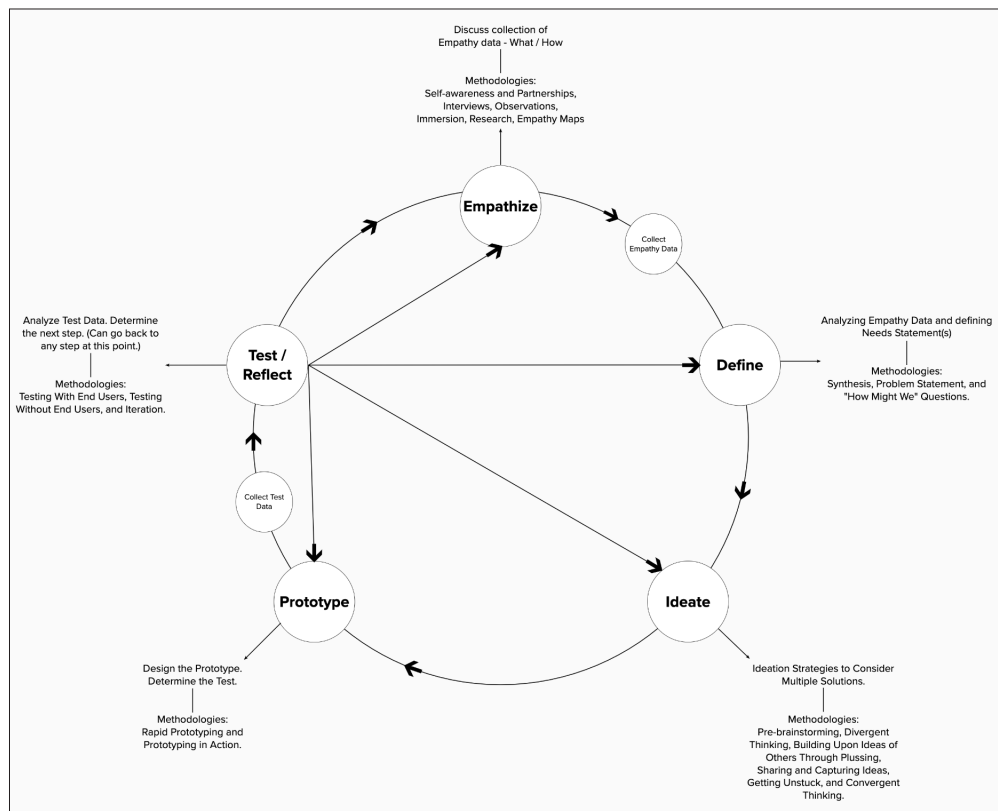 Discuss collection of
Empathy data - What / How
Methodologies:
Self-awareness and Partnerships,
Interviews, Observations,
Immersion, Research, Empathy Maps
Empathize
Collect
Empathy Data
Analyze Test Data. Determine
the next step. (Can go back to
any step at this point.)
Methodologies:
Testing With End Users, Testing
Without End Users, and Iteration.
Test /
Reflect
Define
Analyzing Empathy Data and defining
Needs Statement(s)
Methodologies:
Synthesis, Problem Statement, and
"How Might We" Questions.
Collect Test
Data
Prototype
Ideate
Design the Prototype.
Determine the Test.
Methodologies:
Rapid Prototyping and
Prototyping in Action.
Ideation Strategies to Consider
Multiple Solutions.
Methodologies:
Pre-brainstorming, Divergent
Thinking, Building Upon Ideas of
Others Through Plussing,
Sharing and Capturing Ideas,
Getting Unstuck, and Convergent
Thinking.